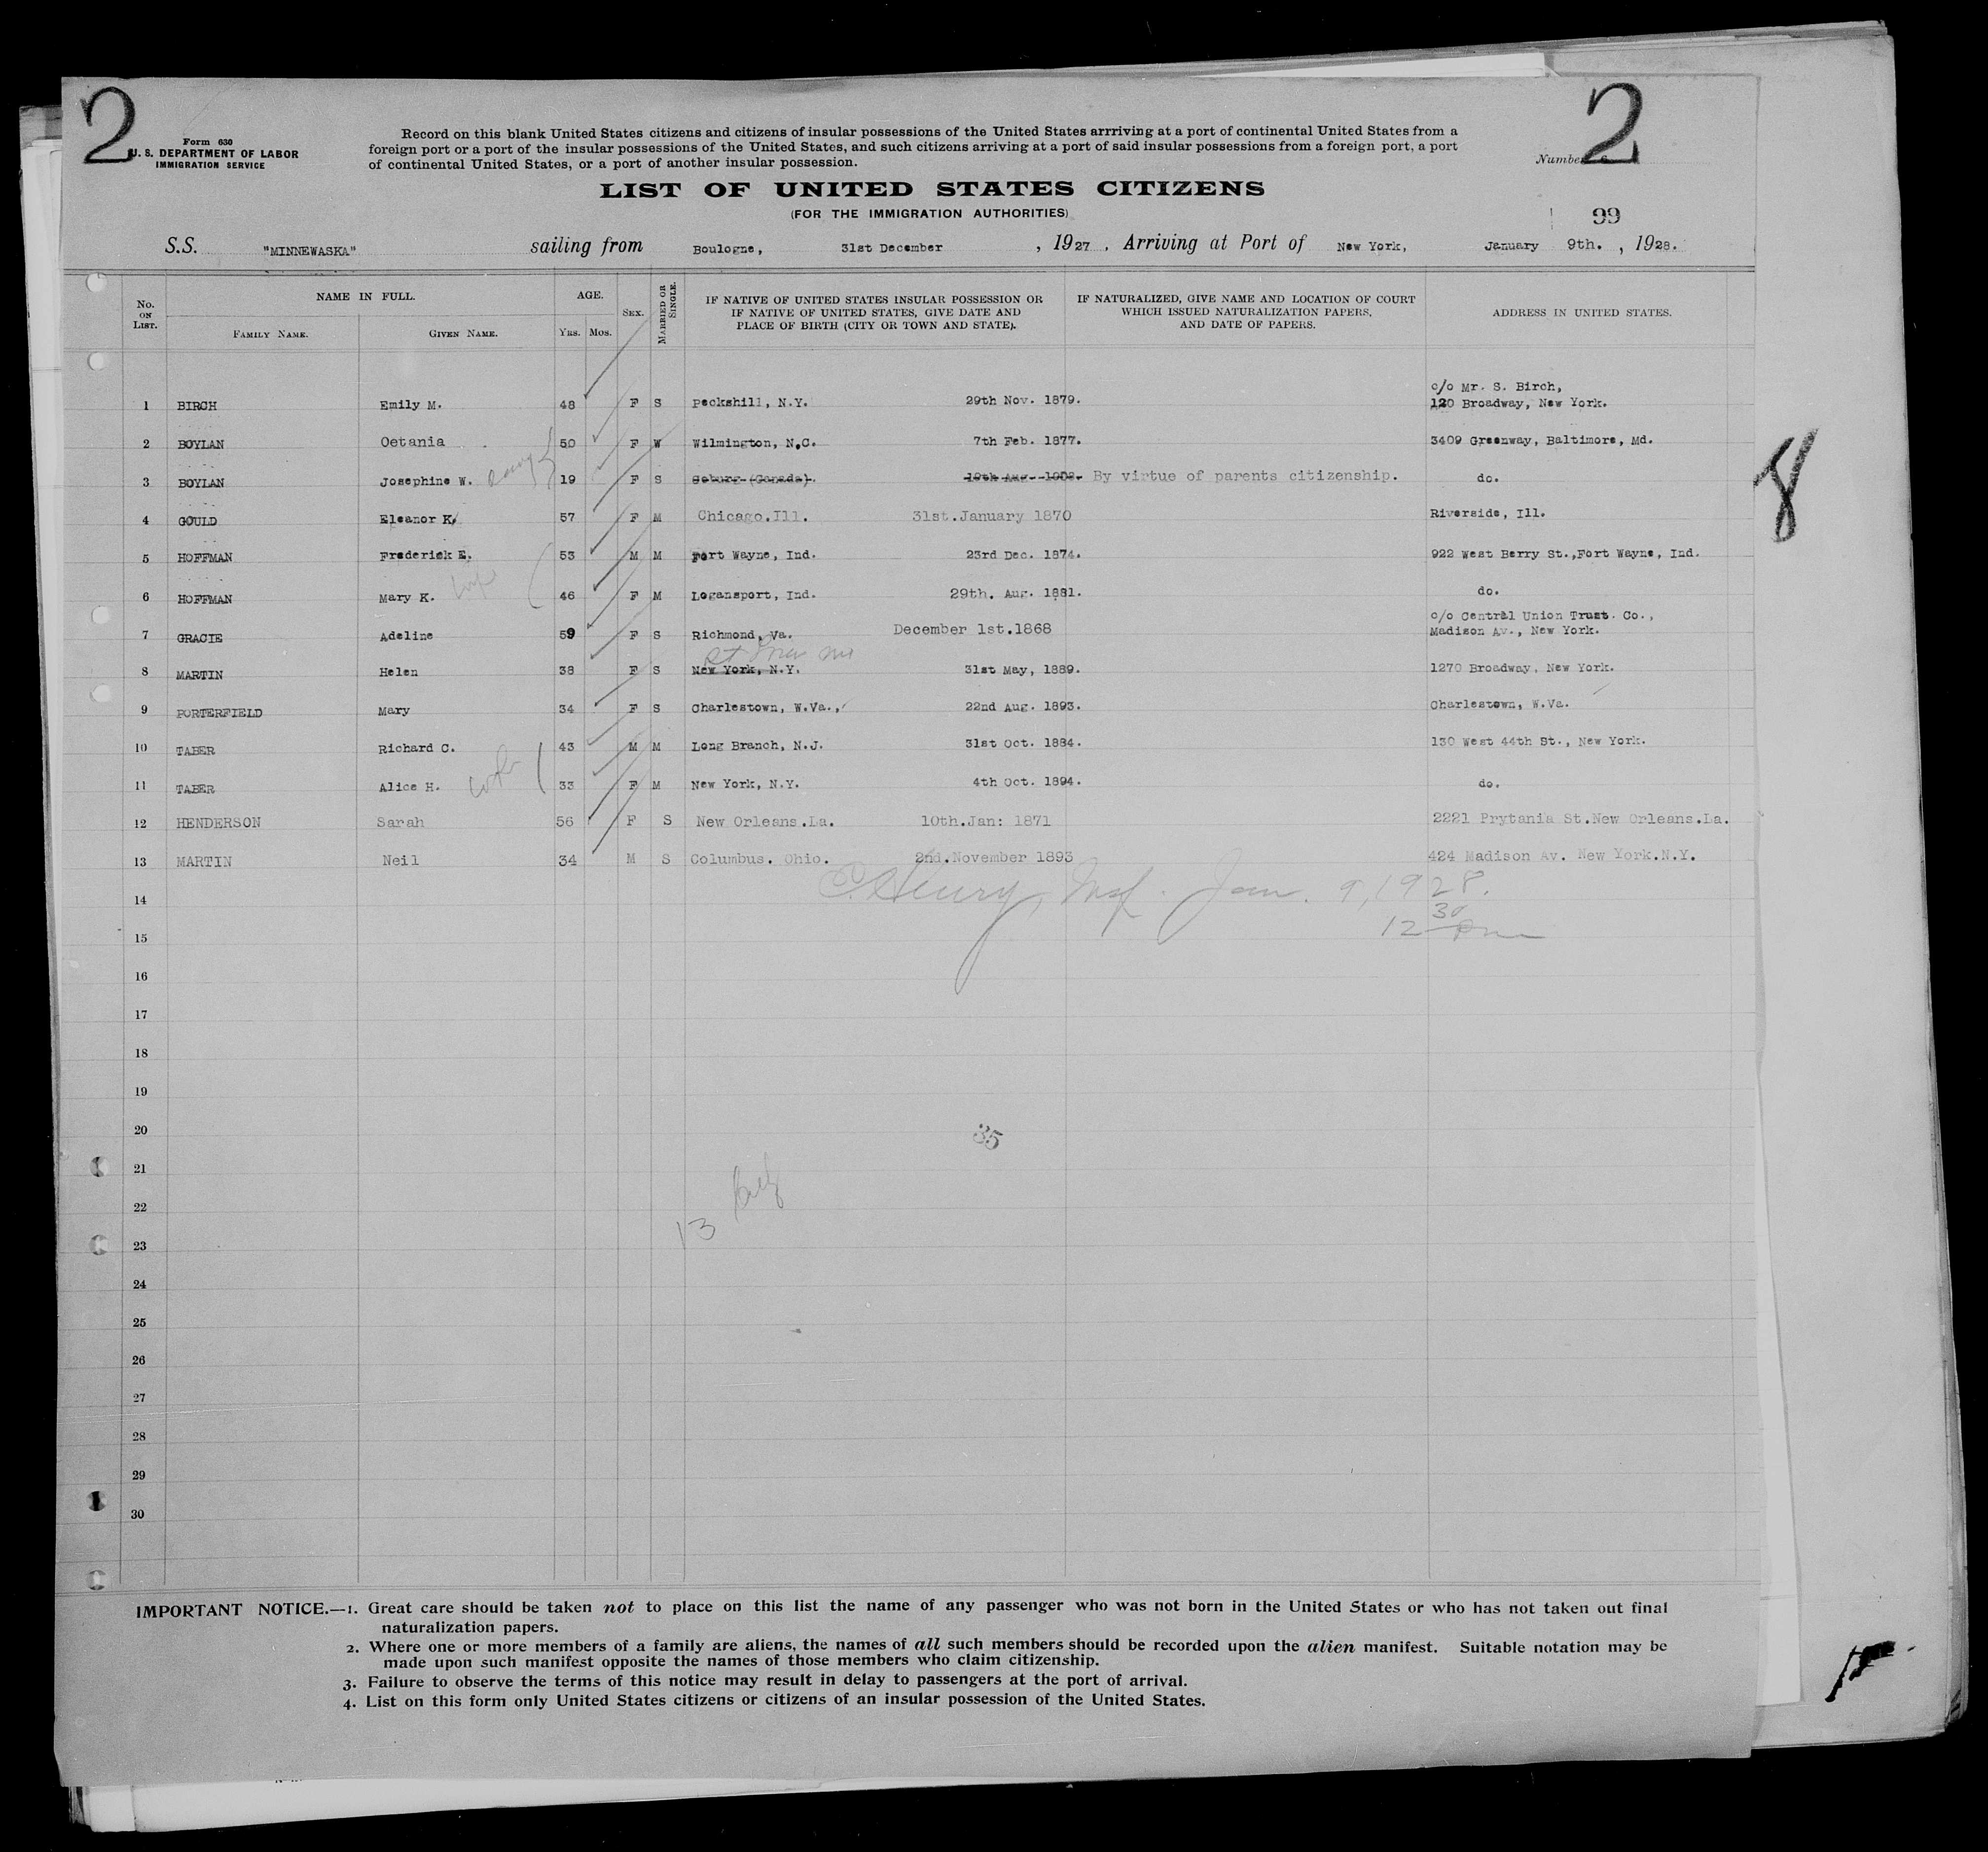 2
2
Form 630
U. S. DEPARTMENT OF LABOR
IMMIGRATION SERVICE
Record on this blank United States citizens and citizens of insular possessions of the United States arrriving at a port of continental United States from a
foreign port or a port of the insular possessions of the United States, and such citizens arriving at a port of said insular possessions from a foreign port, a port
of continental United States, or a port of another insular possession.
Number
LIST OF UNITED STATES CITIZENS
(FOR THE IMMIGRATION AUTHORITIES)
99
S.S. "MINNEWASKA" sailing from Boulogne, 31st December , 1927 , Arriving at Port of New York, January 9th. , 1928.
No. ON LIST. NAME IN FULL. FAMILY NAME. GIVEN NAME. AGE. YRS. MOS. SEX. MARRIED OR SINGLE. IF NATIVE OF UNITED STATES INSULAR POSSESSION OR IF NATIVE OF UNITED STATES, GIVE DATE AND PLACE OF BIRTH (CITY OR TOWN AND STATE). IF NATURALIZED, GIVE NAME AND LOCATION OF COURT WHICH ISSUED NATURALIZATION PAPERS, AND DATE OF PAPERS. ADDRESS IN UNITED STATES.
c/o Mr. S. Birch,
1 BIRCH Emily M. 48 F S Peckshill, N.Y. 29th Nov. 1879. 120 Broadway, New York.
2 BOYLAN Oetania 50 F W Wilmington, N.C. 7th Feb. 1877. 3409 Greenway, Baltimore, Md.
3 BOYLAN Josephine W. 19 F S (Canada). 19th Aug. 1908. By virtue of parents citizenship. do.
4 GOULD Eleanor K. 57 F M Chicago.Ill. 31st.January 1870 Riverside, Ill.
5 HOFFMAN Frederick E. 53 M M Fort Wayne, Ind. 23rd Dec. 1874. 922 West Berry St.,Fort Wayne, Ind.
6 HOFFMAN Mary K. wife 46 F M Logansport, Ind. 29th. Aug. 1881. do.
c/o Central Union Trust. Co.,
7 GRACIE Adeline 59 F S Richmond, Va. December 1st.1868 Madison Av., New York.
8 MARTIN Helen 38 F S New York, N.Y. 31st May, 1889. 1270 Broadway, New York.
9 PORTERFIELD Mary 34 F S Charlestown, W.Va., 22nd Aug. 1893. Charlestown, W.Va.
10 TABER Richard C. 43 M M Long Branch, N.J. 31st Oct. 1884. 130 West 44th St., New York.
11 TABER Alice H. wife 33 F M New York, N.Y. 4th Oct. 1894. do.
12 HENDERSON Sarah 56 F S New Orleans.La. 10th.Jan: 1871 2221 Prytania St.New Orleans.La.
13 MARTIN Neil 34 M S Columbus. Ohio. 2nd.November 1893 424 Madison Av. New York.N.Y.
14 Henry, Jan. 9, 1928.
12 30 pm
15
16
17
18
19
20
35
21
22
13
23
24
25
26
27
28
29
30
8
IMPORTANT NOTICE.—1. Great care should be taken not to place on this list the name of any passenger who was not born in the United States or who has not taken out final
naturalization papers.
2. Where one or more members of a family are aliens, the names of all such members should be recorded upon the alien manifest. Suitable notation may be
made upon such manifest opposite the names of those members who claim citizenship.
3. Failure to observe the terms of this notice may result in delay to passengers at the port of arrival.
4. List on this form only United States citizens or citizens of an insular possession of the United States.